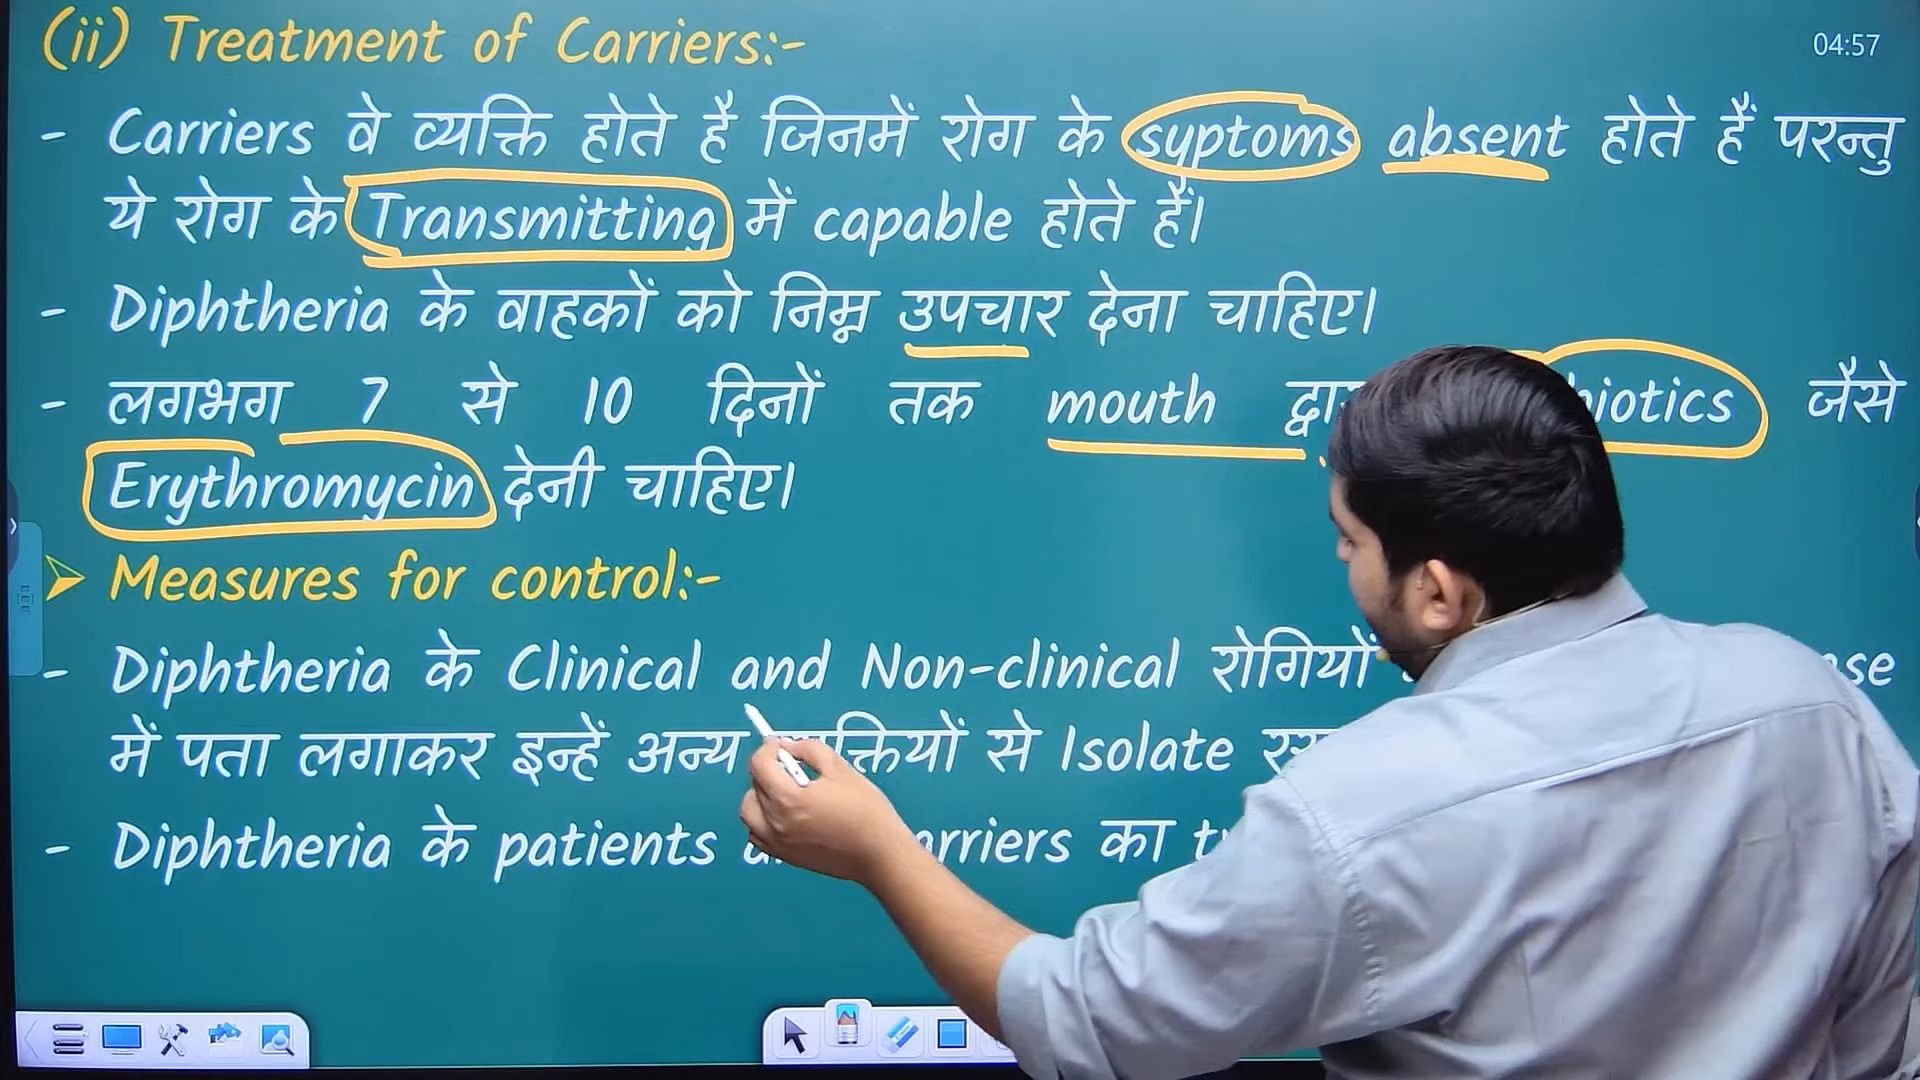 (ii) Treatment of Carriers:-
04:57
- Carriers वे व्यक्ति होते है जिनमें रोग के syptoms absent होते हैं परन्तु
ये रोग के Transmitting में capable होते हैं।
- Diphtheria के वाहकों को निम्न उपचार देना चाहिए।
- लगभग 7 से 10 दिनों तक mouth जैसे
Erythromycin देनी चाहिए।
➤ Measures for control:-
- Diphtheria के Clinical and Non-clinical रोगियों
में पता लगाकर इन्हें अन्य से Isolate
- Diphtheria के patients का